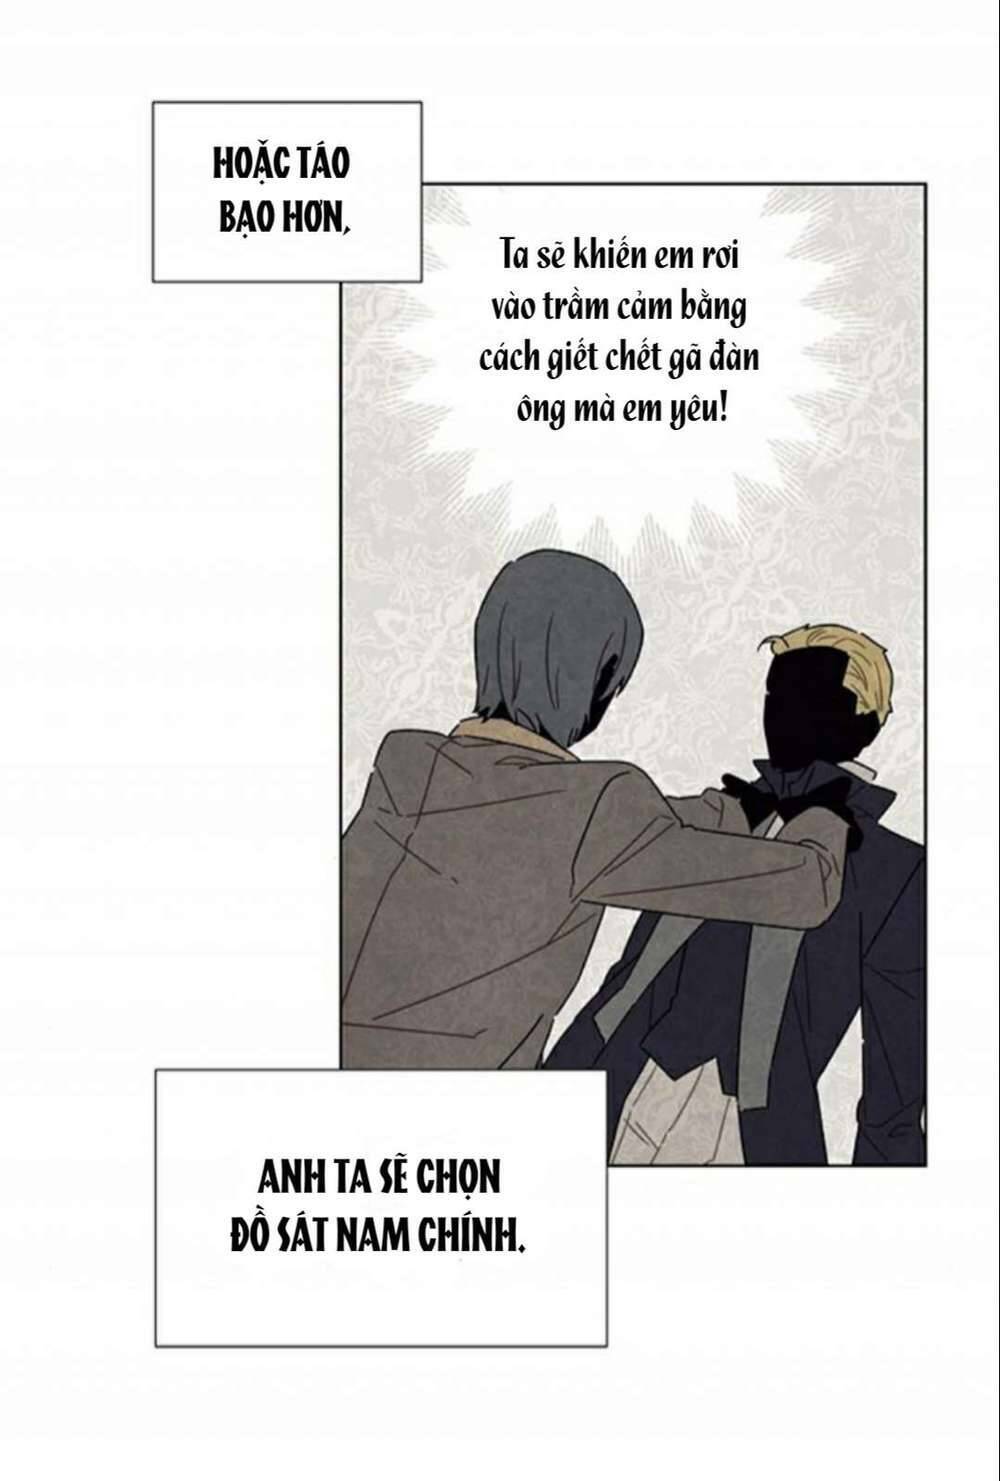 HOẶC TÁO
BẠO HƠN,
Ta sẽ khiến em rơi
vào trầm cảm bằng
cách giết chết gã đàn
ông mà em yêu!
ANH TA SẼ CHỌN
ĐỒ SÁT NAM CHÍNH.